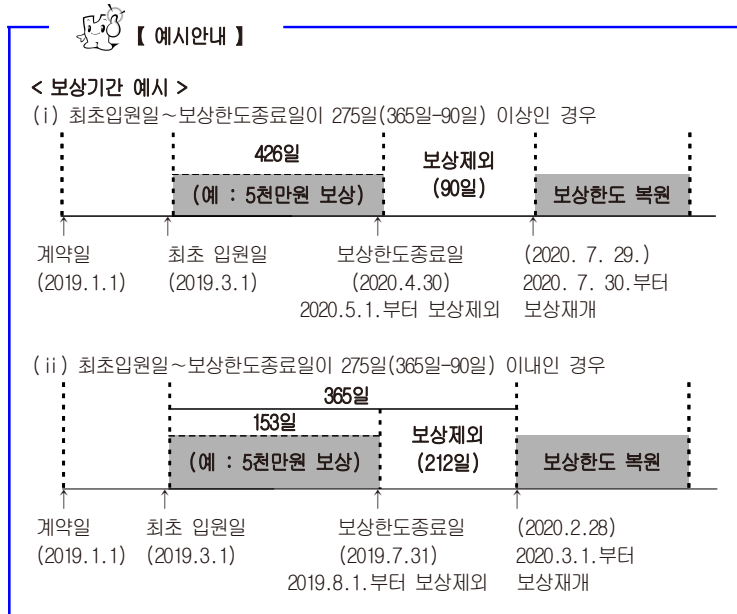 【 예시안내 】
< 보상기간 예시 >
(i) 최초입원일~보상한도종료일이 275일(365일-90일) 이상인 경우
426일
보상제외
(90일)
(예 : 5천만원 보상)
보상한도 복원
계약일
(2019.1.1)
최초 입원일
(2019.3.1)
보상한도종료일
(2020.4.30)
2020.5.1.부터 보상제외
(2020. 7. 29.)
2020. 7. 30.부터
보상재개
(ii) 최초입원일~보상한도종료일이 275일(365일-90일) 이내인 경우
365일
153일
보상제외
(212일)
(예 : 5천만원 보상)
보상한도 복원
계약일
(2019.1.1)
최초 입원일
(2019.3.1)
보상한도종료일
(2019.7.31)
2019.8.1.부터 보상제외
(2020.2.28)
2020.3.1.부터
보상재개